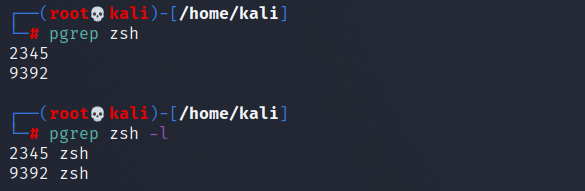 ┌──(root💀kali)-[/home/kali]
└─# pgrep zsh
2345
9392
┌──(root💀kali)-[/home/kali]
└─# pgrep zsh -l
2345 zsh
9392 zsh